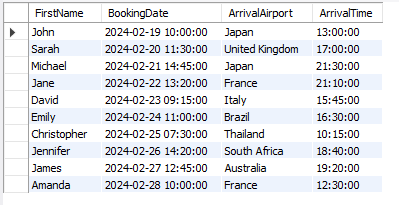 FirstName BookingDate ArrivalAirport ArrivalTime
John 2024-02-19 10:00:00 Japan 13:00:00
Sarah 2024-02-20 11:30:00 United Kingdom 17:00:00
Michael 2024-02-21 14:45:00 Japan 21:30:00
Jane 2024-02-22 13:20:00 France 21:10:00
David 2024-02-23 09:15:00 Italy 15:45:00
Emily 2024-02-24 11:00:00 Brazil 16:30:00
Christopher 2024-02-25 07:30:00 Thailand 10:15:00
Jennifer 2024-02-26 14:20:00 South Africa 18:40:00
James 2024-02-27 12:45:00 Australia 19:20:00
Amanda 2024-02-28 10:00:00 France 12:30:00